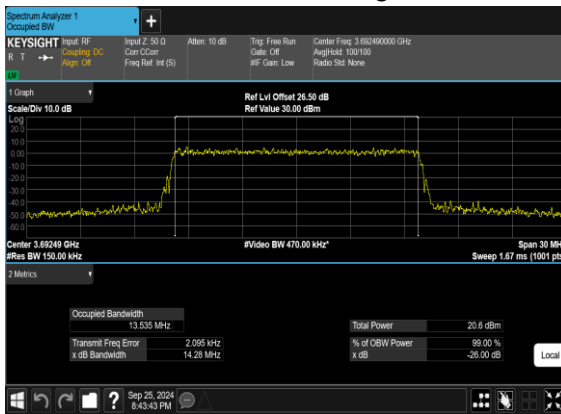 Spectrum Analyzer 1
Occupied BW
+
KEYSIGHT
R T
Input: RF
Coupling: DC
Align: Off
Input Z: 50 Ω
Corr CCorr
Freq Ref: Int (S)
Atten: 10 dB
Trig: Free Run
Gate: Off
#IF Gain: Low
Center Freq: 3.692490000 GHz
Avg|Hold: 100/100
Radio Std: None
1 Graph
Scale/Div 10.0 dB
Ref Lvl Offset 26.50 dB
Ref Value 30.00 dBm
Log
20.0
10.0
0.00
-10.0
-20.0
-30.0
-40.0
-50.0
-60.0
Center 3.69249 GHz
#Res BW 150.00 kHz
#Video BW 470.00 kHz*
Span 30 MH
Sweep 1.67 ms (1001 pts
2 Metrics
Occupied Bandwidth
13.535 MHz
Transmit Freq Error 2.095 kHz
x dB Bandwidth 14.28 MHz
Total Power 20.6 dBm
% of OBW Power 99.00 %
x dB -26.00 dB
Local
?
Sep 25, 2024
8:43:43 PM